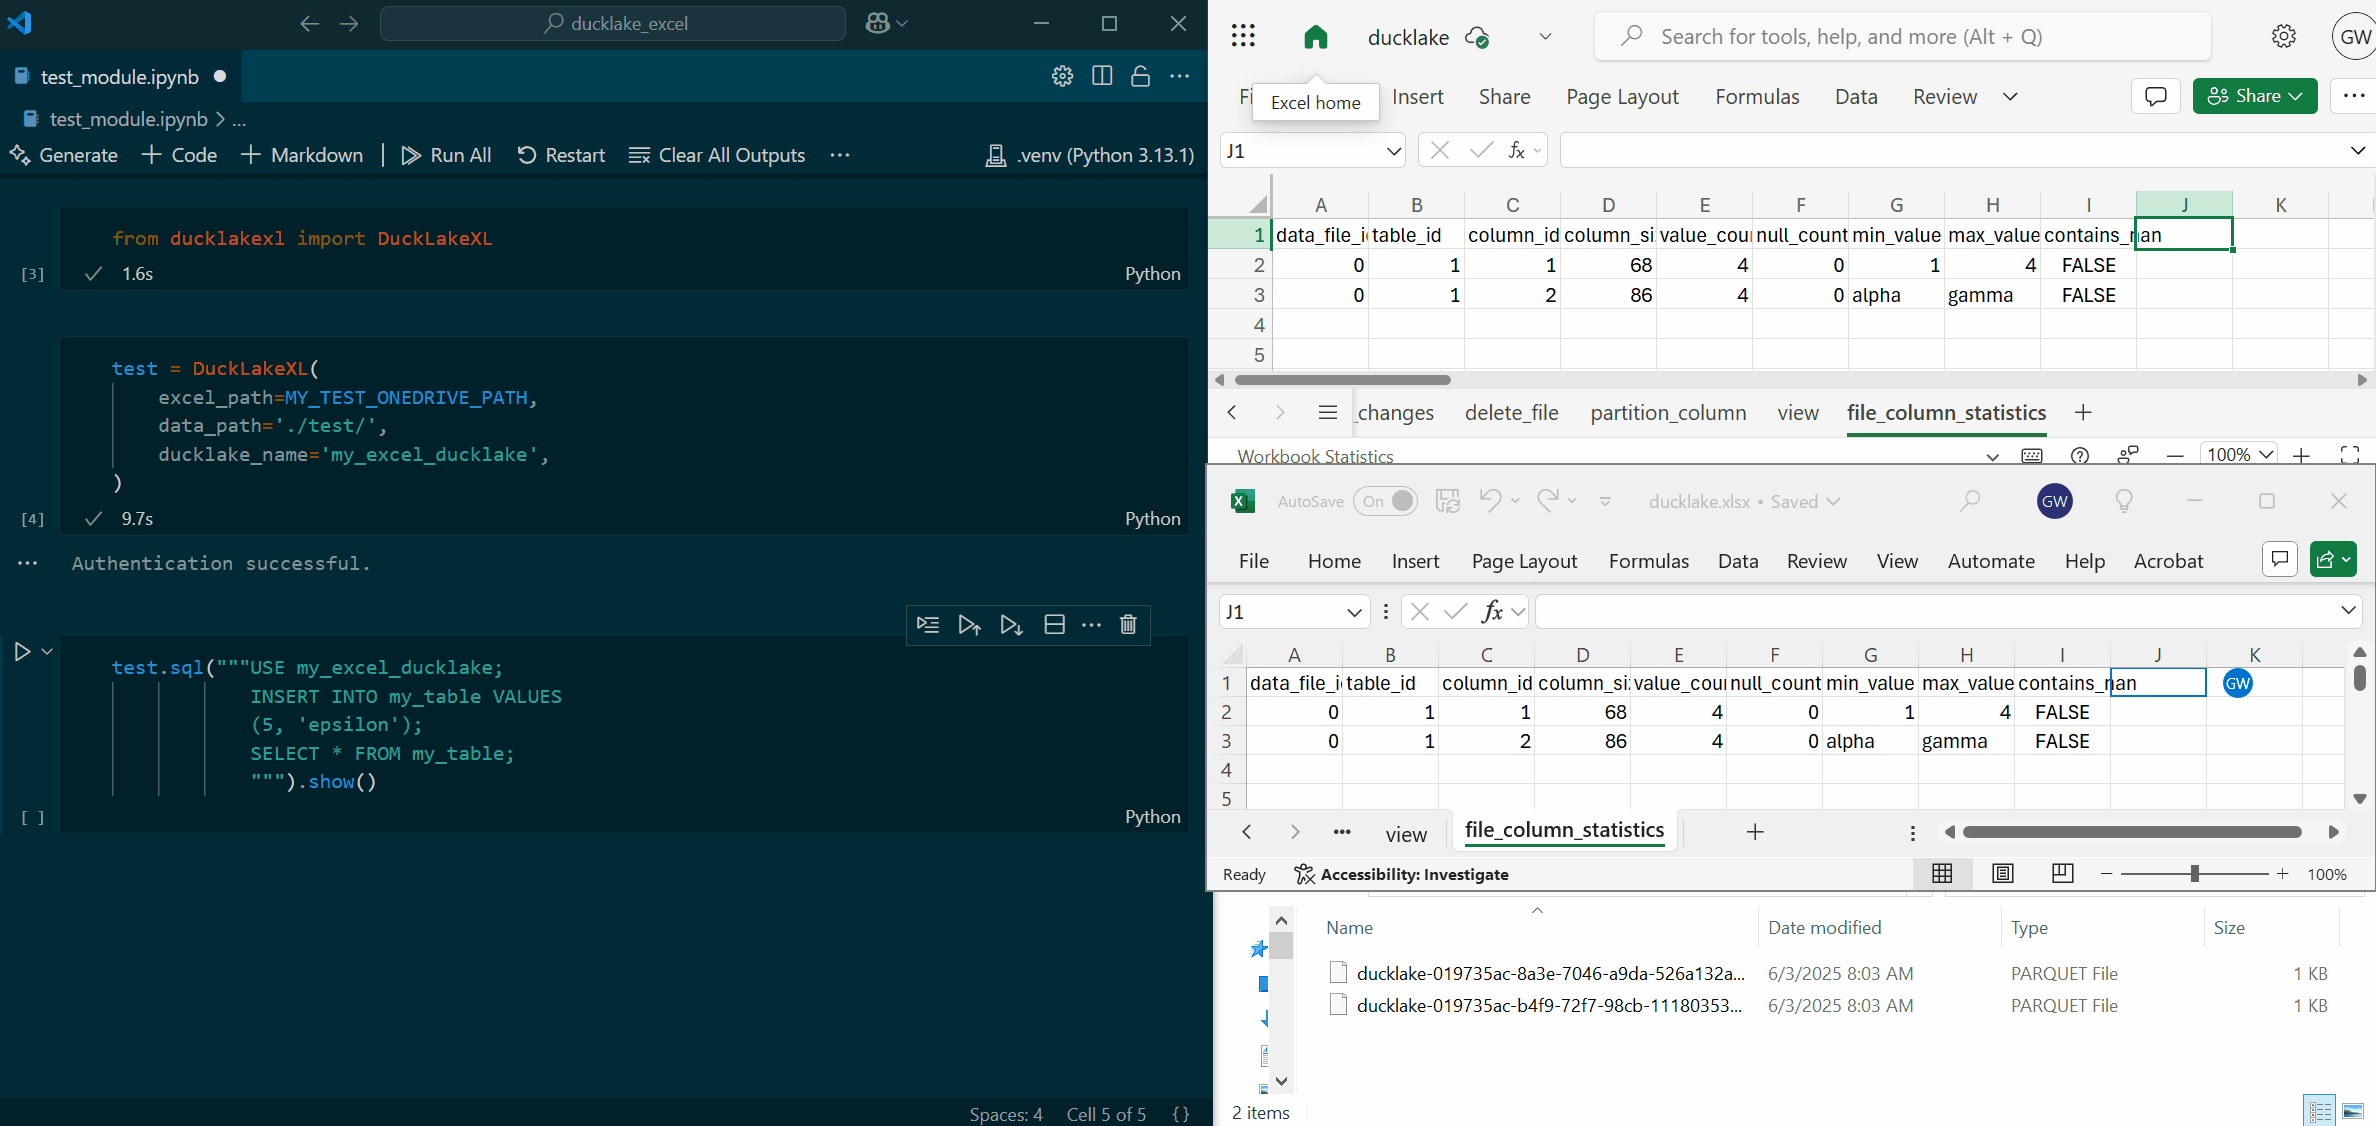 ducklake_excel
test_module.ipynb
test_module.ipynb > ...
Generate + Code + Markdown | Run All Restart Clear All Outputs ... .venv (Python 3.13.1)
from ducklakexl import DuckLakeXL
[3] 1.6s Python
test = DuckLakeXL(
excel_path=MY_TEST_ONEDRIVE_PATH,
data_path='./test/',
ducklake_name='my_excel_ducklake',
)
[4] 9.7s Python
... Authentication successful.
test.sql("""USE my_excel_ducklake;
INSERT INTO my_table VALUES
(5, 'epsilon');
SELECT * FROM my_table;
""").show()
[ ] Python
Spaces: 4 Cell 5 of 5 {}
ducklake Search for tools, help, and more (Alt + Q) GW
Fi Insert Share Page Layout Formulas Data Review Share ...
Excel home
J1 fx
A B C D E F G H I J K
1 data_file_i table_id column_id column_si value_cou null_count min_value max_value contains_nan
2 0 1 1 68 4 0 1 4 FALSE
3 0 1 2 86 4 0 alpha gamma FALSE
4
5
_changes delete_file partition_column view file_column_statistics +
Workbook Statistics 100%
AutoSave On ducklake.xlsx • Saved GW
File Home Insert Page Layout Formulas Data Review View Automate Help Acrobat
J1 fx
A B C D E F G H I J K
1 data_file_i table_id column_id column_si value_cou null_count min_value max_value contains_nan GW
2 0 1 1 68 4 0 1 4 FALSE
3 0 1 2 86 4 0 alpha gamma FALSE
4
5
... view file_column_statistics +
Ready Accessibility: Investigate 100%
Name Date modified Type Size
ducklake-019735ac-8a3e-7046-a9da-526a132a... 6/3/2025 8:03 AM PARQUET File 1 KB
ducklake-019735ac-b4f9-72f7-98cb-11180353... 6/3/2025 8:03 AM PARQUET File 1 KB
2 items